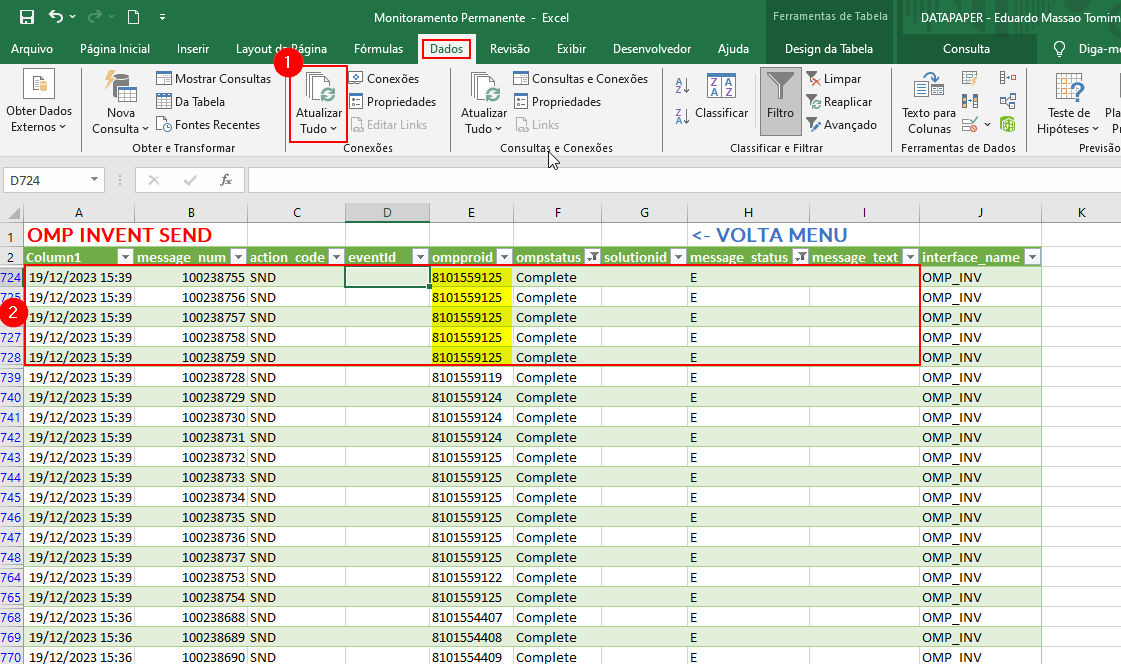 Monitoramento Permanente - Excel
Ferramentas de Tabela
DATAPAPER - Eduardo Massao Tomim
Arquivo Página Inicial Inserir Layout da Página Fórmulas Dados Revisão Exibir Desenvolvedor Ajuda Design da Tabela Consulta Diga-m
1
Obter Dados Externos
Nova Consulta
Mostrar Consultas
Da Tabela
Fontes Recentes
Obter e Transformar
Atualizar Tudo
Conexões
Propriedades
Editar Links
Conexões
Atualizar Tudo
Consultas e Conexões
Propriedades
Links
Consultas e Conexões
Classificar
Filtro
Limpar
Reaplicar
Avançado
Classificar e Filtrar
Texto para Colunas
Ferramentas de Dados
Teste de Hipóteses
Pla
Previsão
D724 fx
A B C D E F G H I J K
1 OMP INVENT SEND <- VOLTA MENU
2 Column1 message_num action_code eventId ompproid ompstatus solutionid message_status message_text interface_name
724 19/12/2023 15:39 100238755 SND 8101559125 Complete E OMP_INV
725 19/12/2023 15:39 100238756 SND 8101559125 Complete E OMP_INV
2 19/12/2023 15:39 100238757 SND 8101559125 Complete E OMP_INV
727 19/12/2023 15:39 100238758 SND 8101559125 Complete E OMP_INV
728 19/12/2023 15:39 100238759 SND 8101559125 Complete E OMP_INV
739 19/12/2023 15:39 100238728 SND 8101559119 Complete E OMP_INV
740 19/12/2023 15:39 100238729 SND 8101559124 Complete E OMP_INV
741 19/12/2023 15:39 100238730 SND 8101559124 Complete E OMP_INV
742 19/12/2023 15:39 100238731 SND 8101559124 Complete E OMP_INV
743 19/12/2023 15:39 100238732 SND 8101559125 Complete E OMP_INV
744 19/12/2023 15:39 100238733 SND 8101559125 Complete E OMP_INV
745 19/12/2023 15:39 100238734 SND 8101559125 Complete E OMP_INV
746 19/12/2023 15:39 100238735 SND 8101559125 Complete E OMP_INV
747 19/12/2023 15:39 100238736 SND 8101559125 Complete E OMP_INV
748 19/12/2023 15:39 100238737 SND 8101559125 Complete E OMP_INV
764 19/12/2023 15:39 100238753 SND 8101559122 Complete E OMP_INV
765 19/12/2023 15:39 100238754 SND 8101559125 Complete E OMP_INV
768 19/12/2023 15:36 100238688 SND 8101554407 Complete E OMP_INV
769 19/12/2023 15:36 100238689 SND 8101554408 Complete E OMP_INV
770 19/12/2023 15:36 100238690 SND 8101554409 Complete E OMP_INV